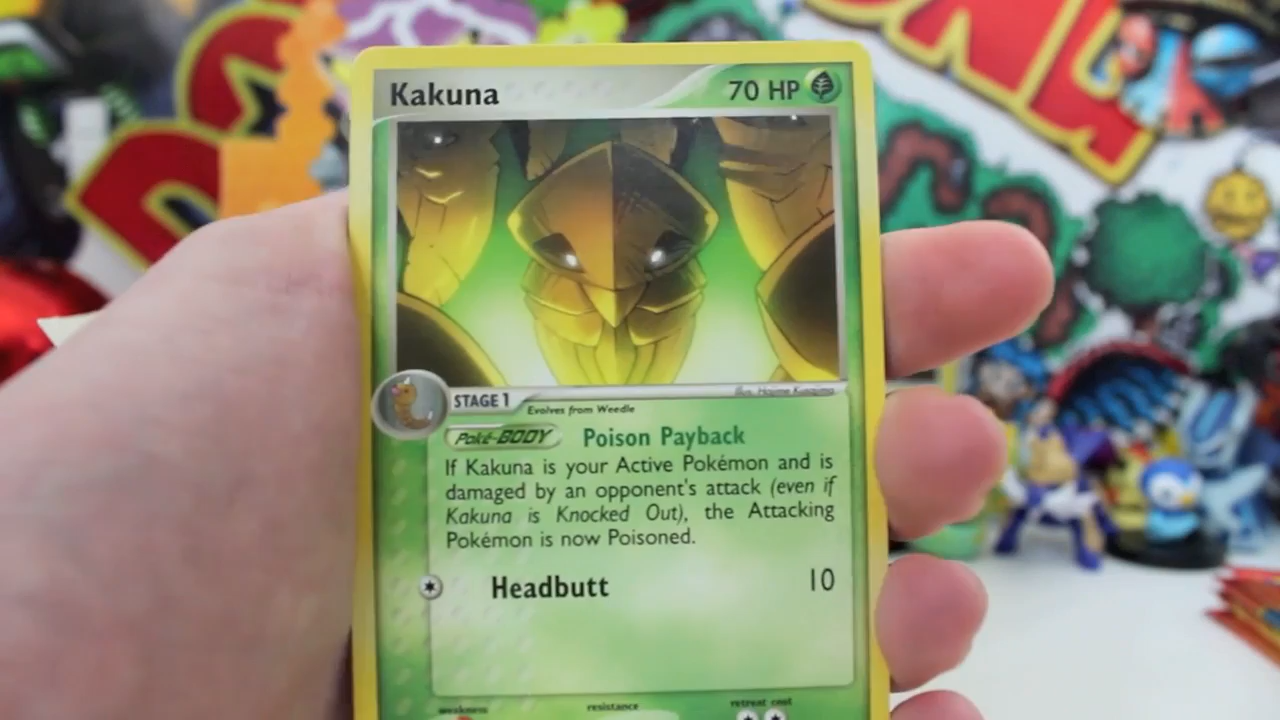 Kakuna
70 HP
STAGE 1
Evolves from Weedle
Poké-BODY Poison Payback
If Kakuna is your Active Pokémon and is
damaged by an opponent's attack (even if
Kakuna is Knocked Out), the Attacking
Pokémon is now Poisoned.
Headbutt 10
weakness resistance retreat cost